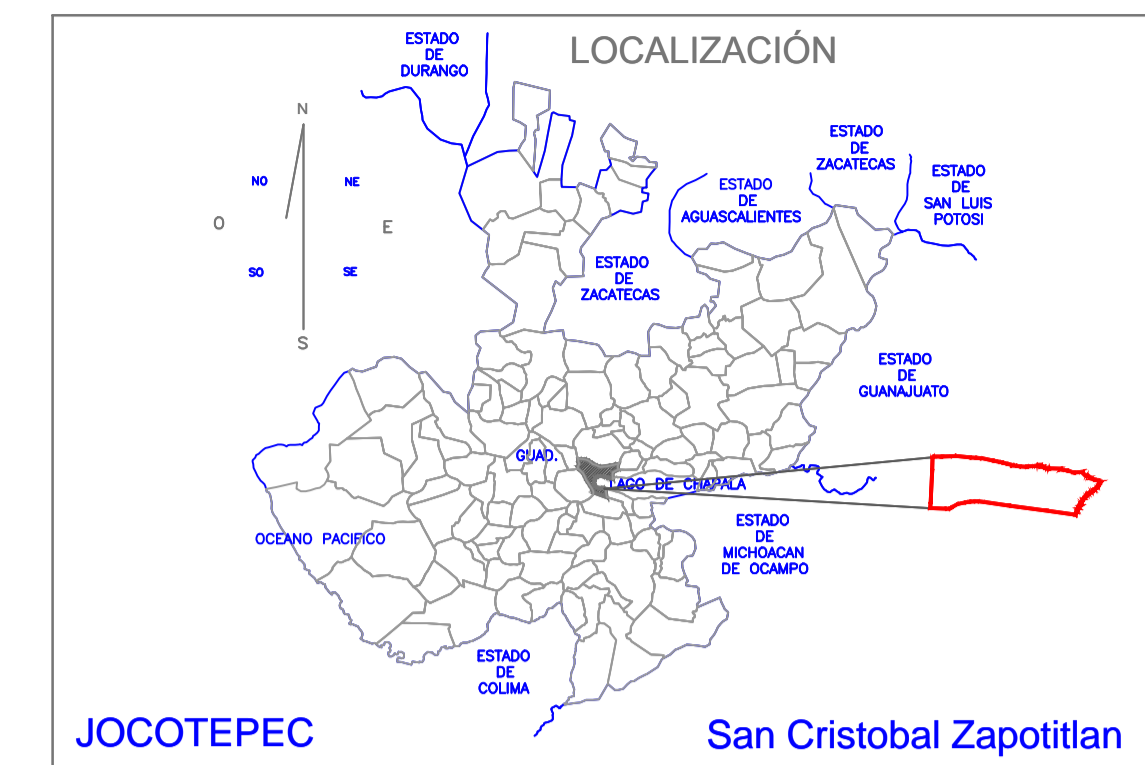 LOCALIZACIÓN
ESTADO
DE
DURANGO
N
NO
NE
O
E
SO
SE
S
ESTADO
DE
ZACATECAS
ESTADO
DE
SAN LUIS
POTOSI
ESTADO
DE
AGUASCALIENTES
ESTADO
DE
ZACATECAS
ESTADO
DE
GUANAJUATO
GUAD.
LAGO DE CHAPALA
OCEANO PACIFICO
ESTADO
DE
MICHOACAN
DE OCAMPO
ESTADO
DE
COLIMA
JOCOTEPEC
San Cristobal Zapotitlan